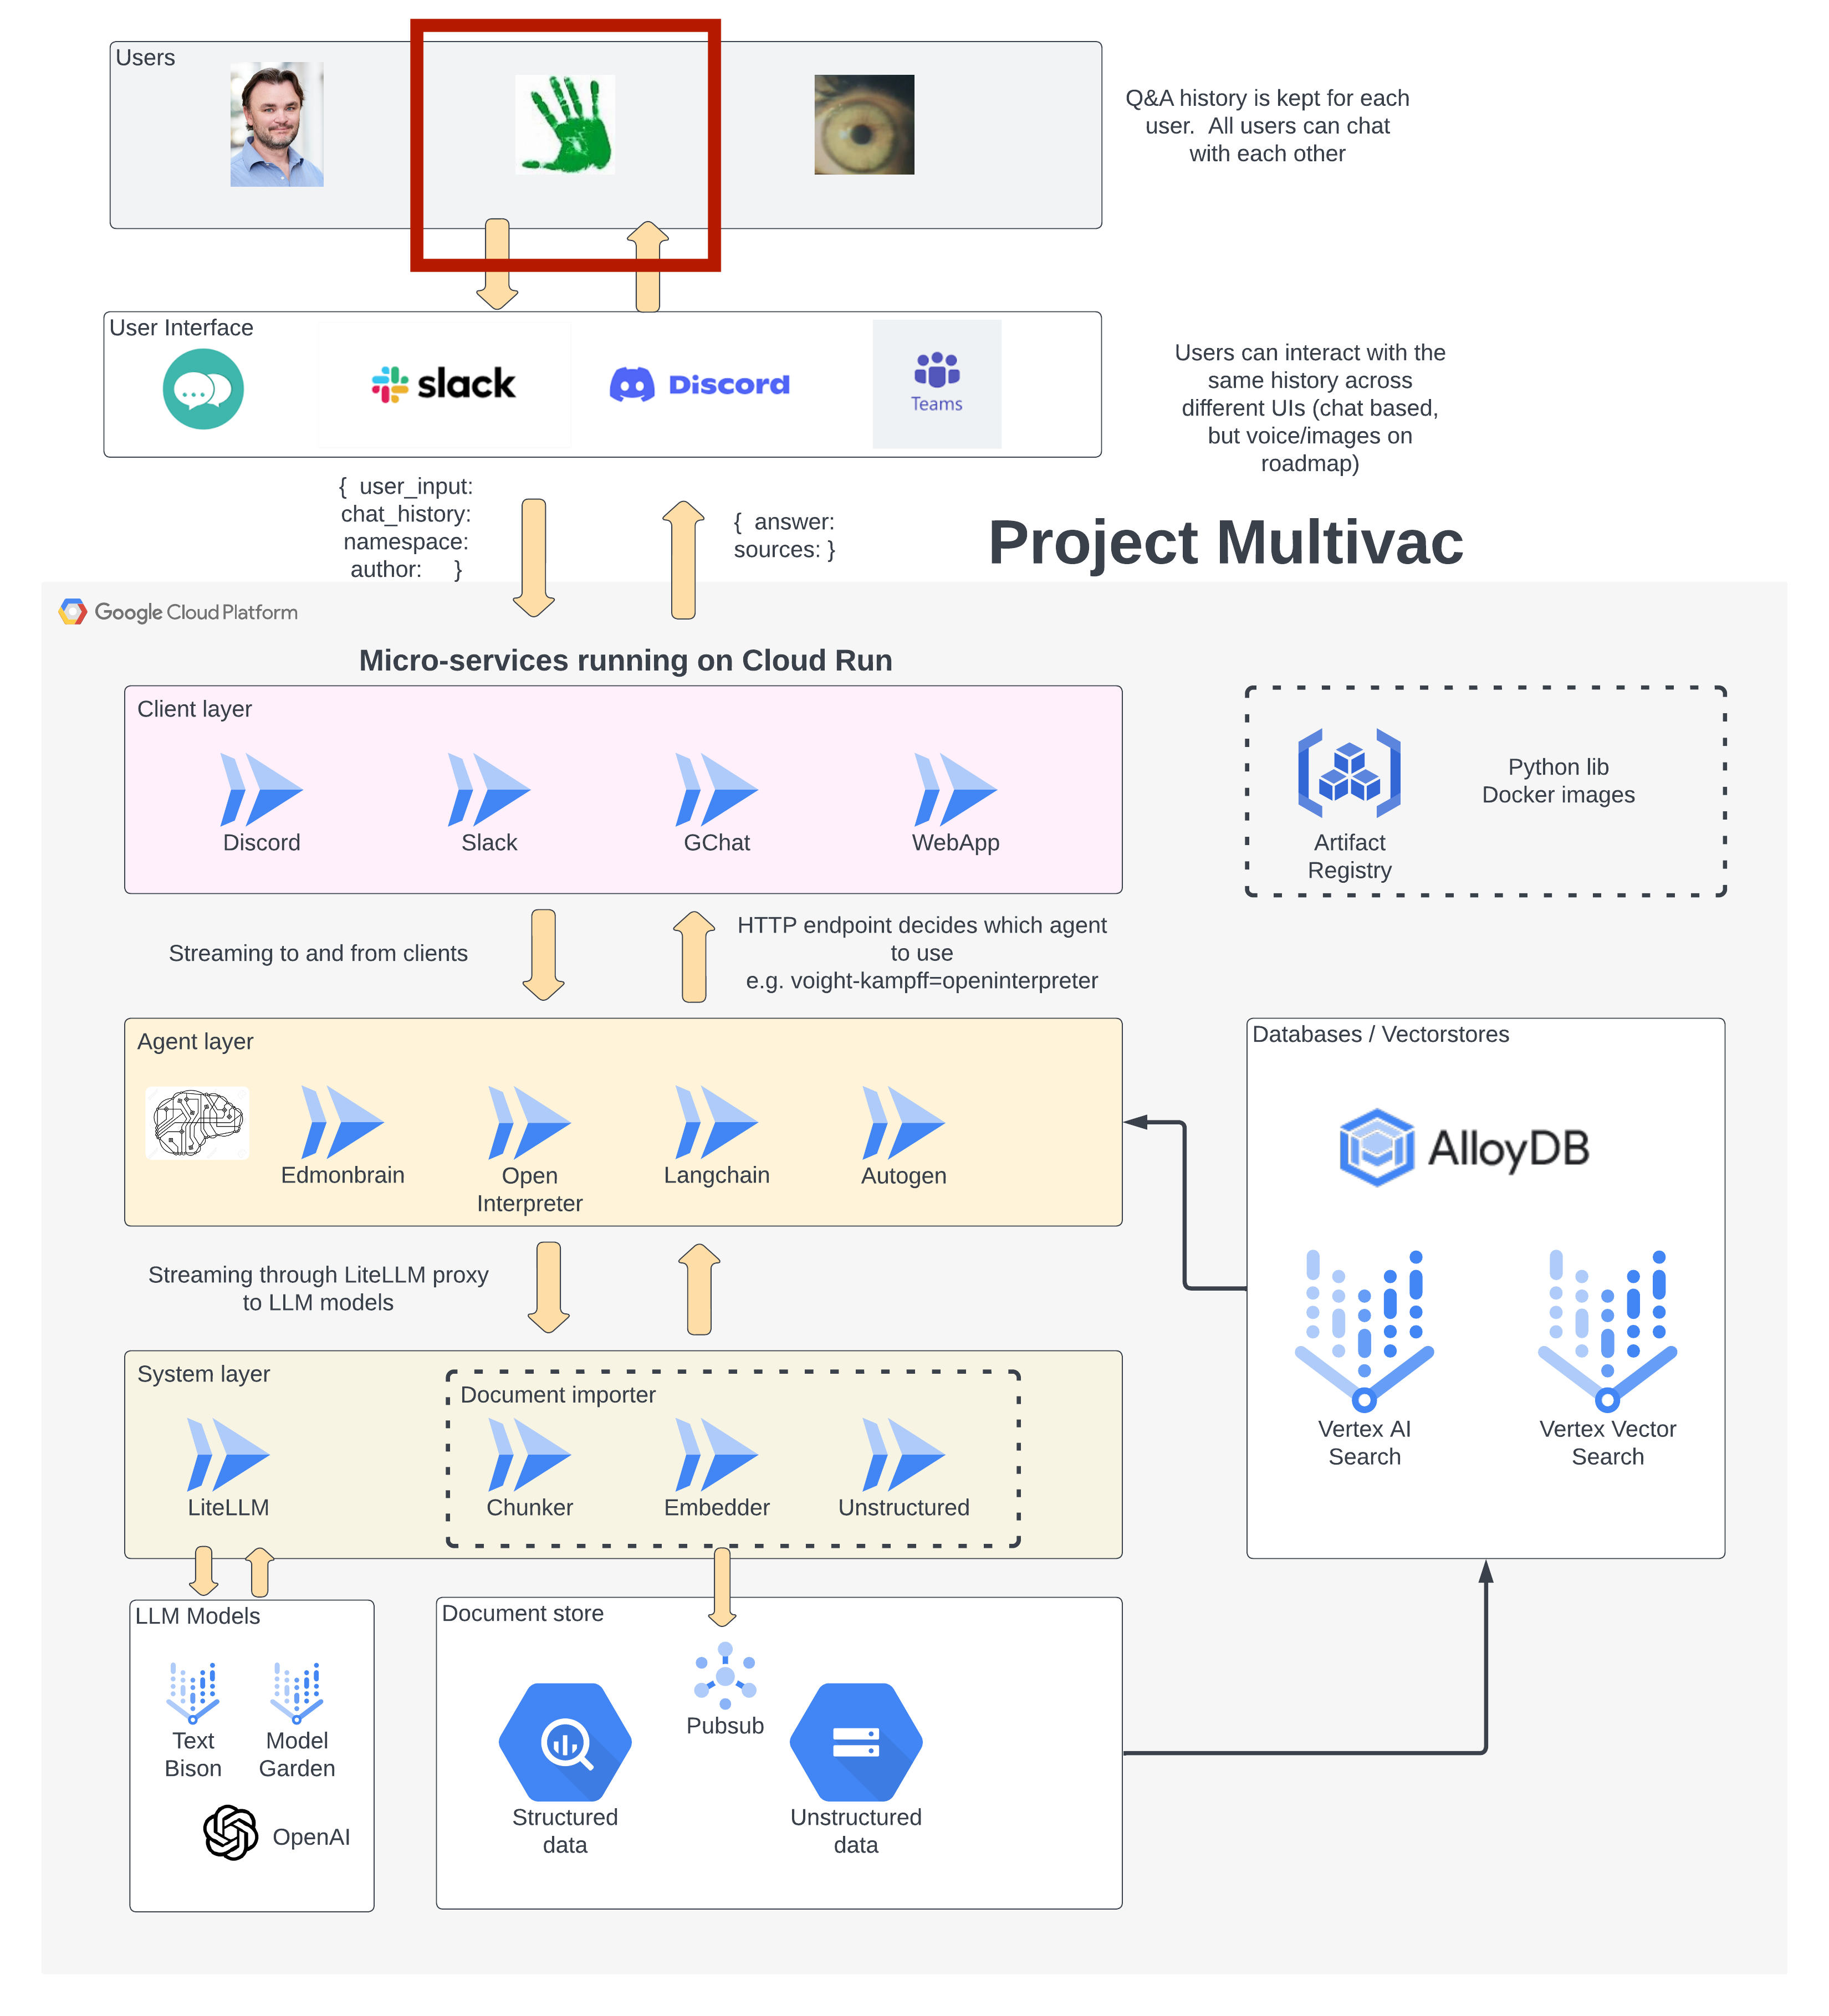 Users
Q&A history is kept for each
user.  All users can chat
with each other
User Interface
slack
Discord
Teams
Users can interact with the
same history across
different UIs (chat based,
but voice/images on
roadmap)
{  user_input:
chat_history:
namespace:
author:     }
{  answer:
sources: }
Project Multivac
Google Cloud Platform
Micro-services running on Cloud Run
Client layer
Discord
Slack
GChat
WebApp
Artifact
Registry
Python lib
Docker images
Streaming to and from clients
HTTP endpoint decides which agent
to use
e.g. voight-kampff=openinterpreter
Agent layer
Edmonbrain
Open
Interpreter
Langchain
Autogen
Databases / Vectorstores
AlloyDB
Vertex AI
Search
Vertex Vector
Search
Streaming through LiteLLM proxy
to LLM models
System layer
LiteLLM
Document importer
Chunker
Embedder
Unstructured
LLM Models
Text
Bison
Model
Garden
OpenAI
Document store
Pubsub
Structured
data
Unstructured
data